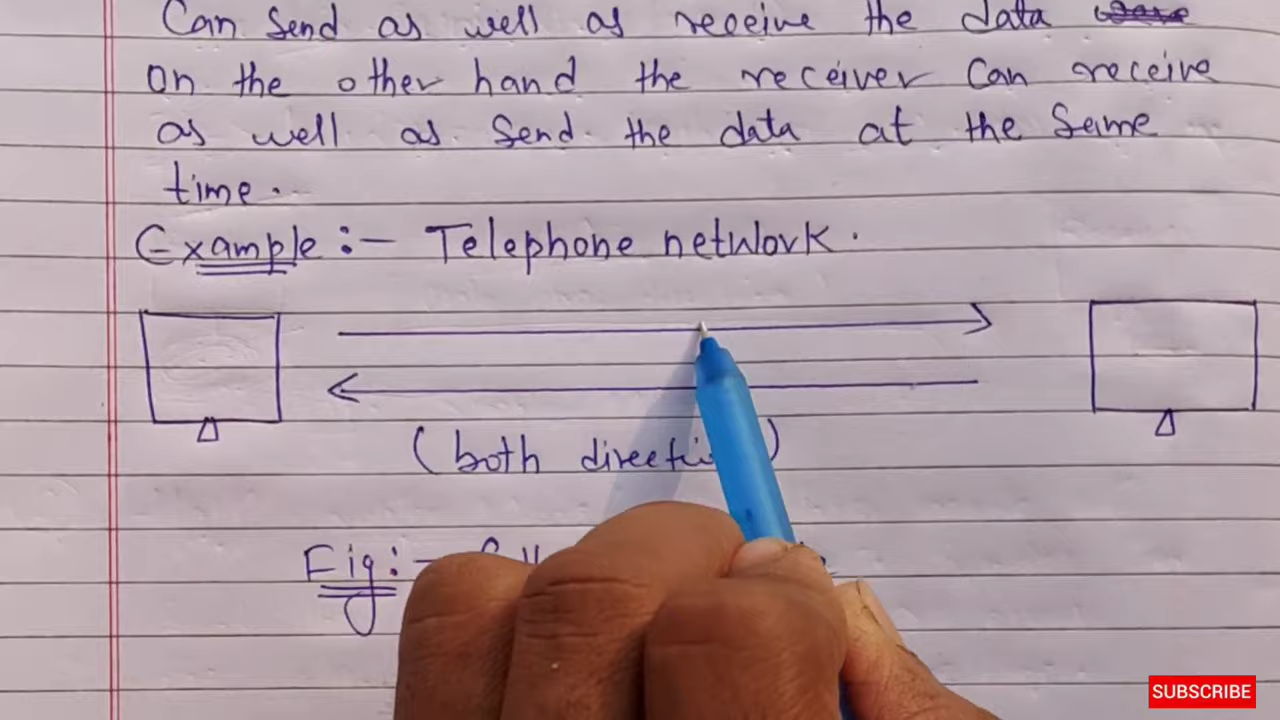 Can Send as well as receive the data
On the other hand the receiver Can receive
as well as Send the data at the Same
time.
Example :- Telephone network.
(both directi )
Fig:-
SUBSCRIBE